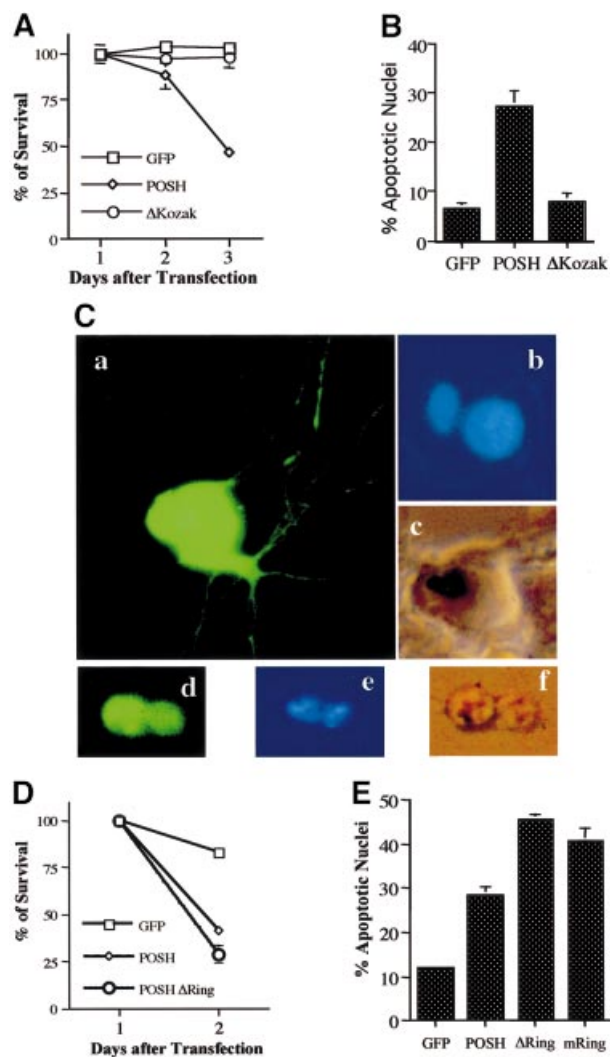 A
% of Survival
100
75
50
25
0
GFP
POSH
ΔKozak
1 2 3
Days after Transfection
B
% Apoptotic Nuclei
40
30
20
10
0
GFP POSH ΔKozak
C
a
b
c
d
e
f
D
% of Survival
100
75
50
25
0
GFP
POSH
POSH ΔRing
1 2
Days after Transfection
E
% Apoptotic Nuclei
50
40
30
20
10
GFP POSH ΔRing mRing